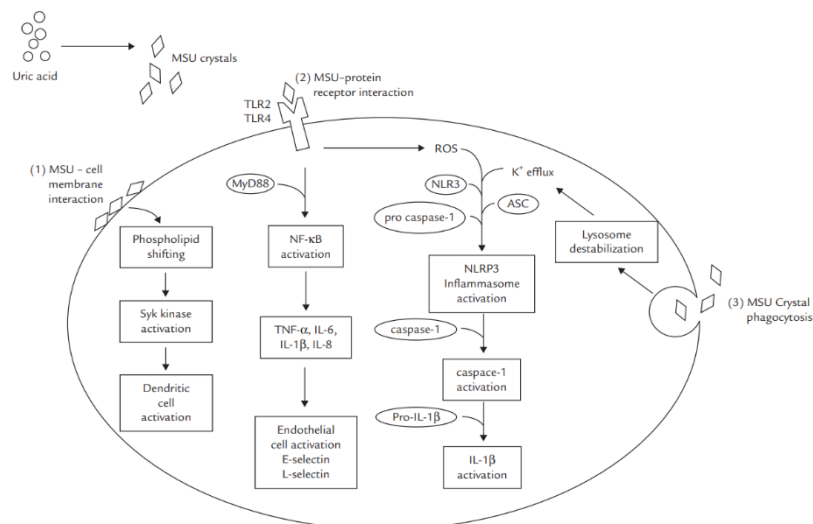 Uric acid
MSU crystals
(2) MSU–protein
receptor interaction
TLR2
TLR4
(1) MSU – cell
membrane
interaction
Phospholipid
shifting
Syk kinase
activation
Dendritic
cell
activation
MyD88
NF-κB
activation
TNF-α, IL-6,
IL-1β, IL-8
Endothelial
cell activation
E-selectin
L-selectin
ROS
K⁺ efflux
NLR3
ASC
pro caspase-1
NLRP3
Inflammasome
activation
caspase-1
caspace-1
activation
Pro-IL-1β
IL-1β
activation
Lysosome
destabilization
(3) MSU Crystal
phagocytosis